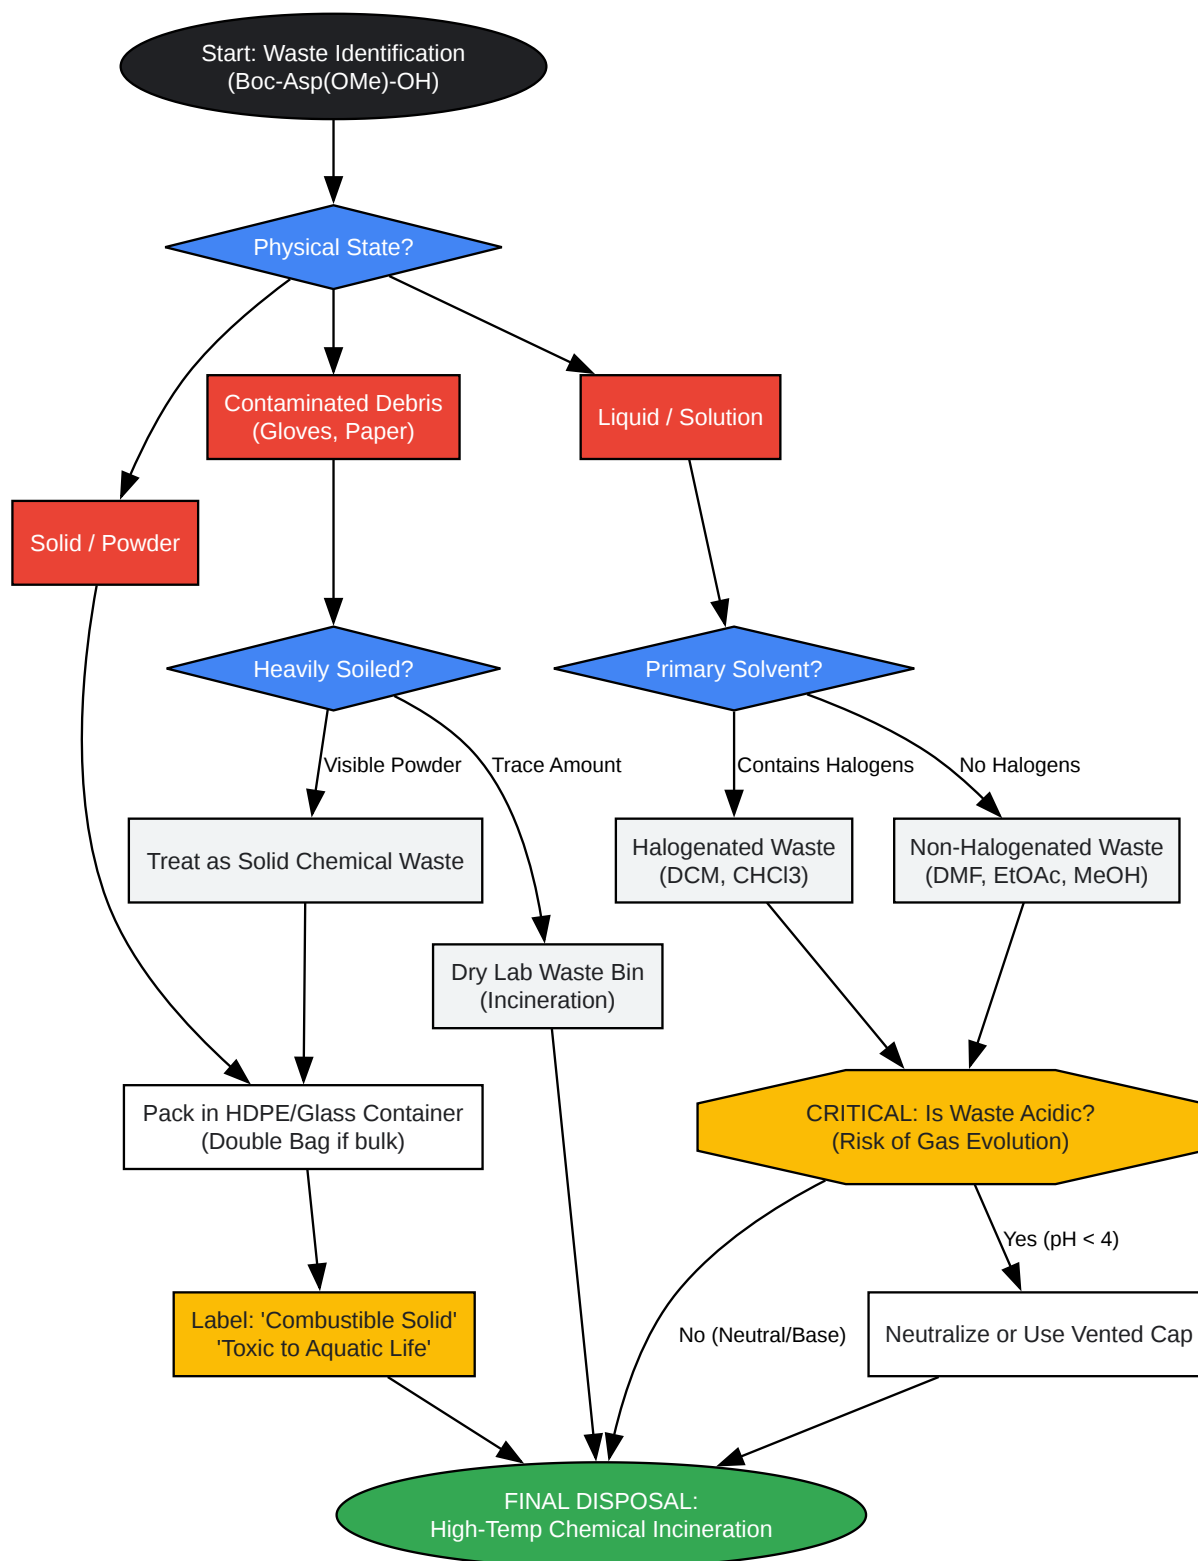 Start: Waste Identification
(Boc-Asp(OMe)-OH)
Physical State?
Contaminated Debris
(Gloves, Paper)
Liquid / Solution
Solid / Powder
Heavily Soiled?
Primary Solvent?
Visible Powder
Trace Amount
Contains Halogens
No Halogens
Treat as Solid Chemical Waste
Halogenated Waste
(DCM, CHCl3)
Non-Halogenated Waste
(DMF, EtOAc, MeOH)
Dry Lab Waste Bin
(Incineration)
Pack in HDPE/Glass Container
(Double Bag if bulk)
CRITICAL: Is Waste Acidic?
(Risk of Gas Evolution)
Yes (pH < 4)
Label: 'Combustible Solid'
'Toxic to Aquatic Life'
No (Neutral/Base)
Neutralize or Use Vented Cap
FINAL DISPOSAL:
High-Temp Chemical Incineration